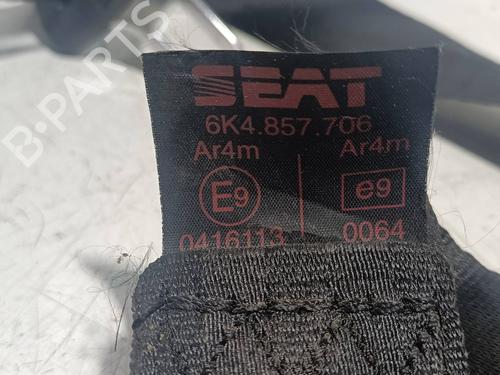 B-PARTS
SEAT
6K4.857.706
Ar4m Ar4m
E9 e9
0416113 0064